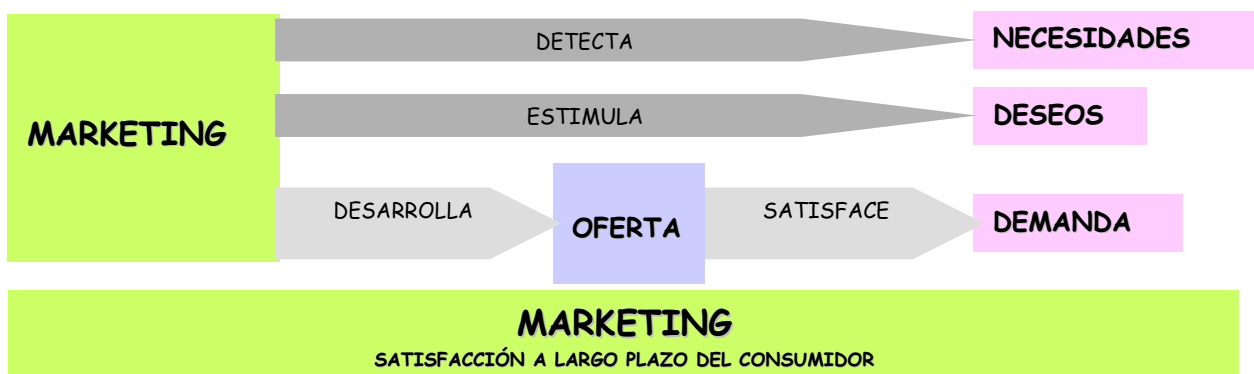 DETECTA
NECESIDADES
MARKETING
ESTIMULA
DESEOS
DESARROLLA
OFERTA
SATISFACE
DEMANDA
MARKETING
SATISFACCIÓN A LARGO PLAZO DEL CONSUMIDOR